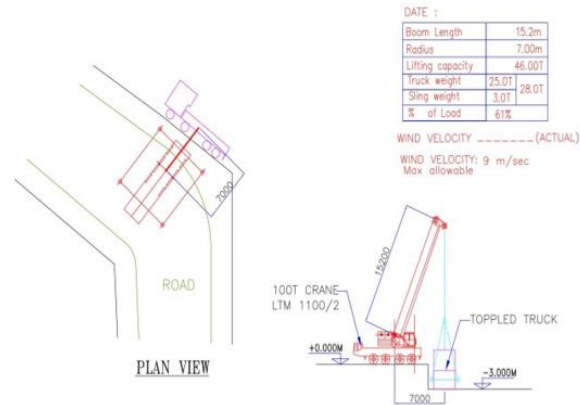 DATE :
Boom Length 15.2m
Radius 7.00m
Lifting capacity 46.00T
Truck weight 25.0T 28.0T
Sling weight 3.0T
% of Load 61%
WIND VELOCITY _______ (ACTUAL)
WIND VELOCITY: 9 m/sec
Max allowable
7000
ROAD
PLAN VIEW
15200
100T CRANE
LTM 1100/2
TOPPLED TRUCK
+0.000M
-3.000M
7000